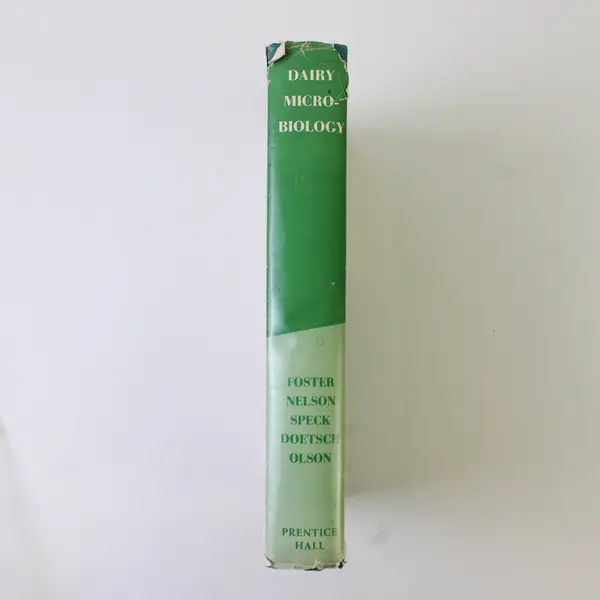 DAIRY
MICRO-
BIOLOGY
FOSTER
NELSON
SPECK
DOETSCH
OLSON
PRENTICE
HALL